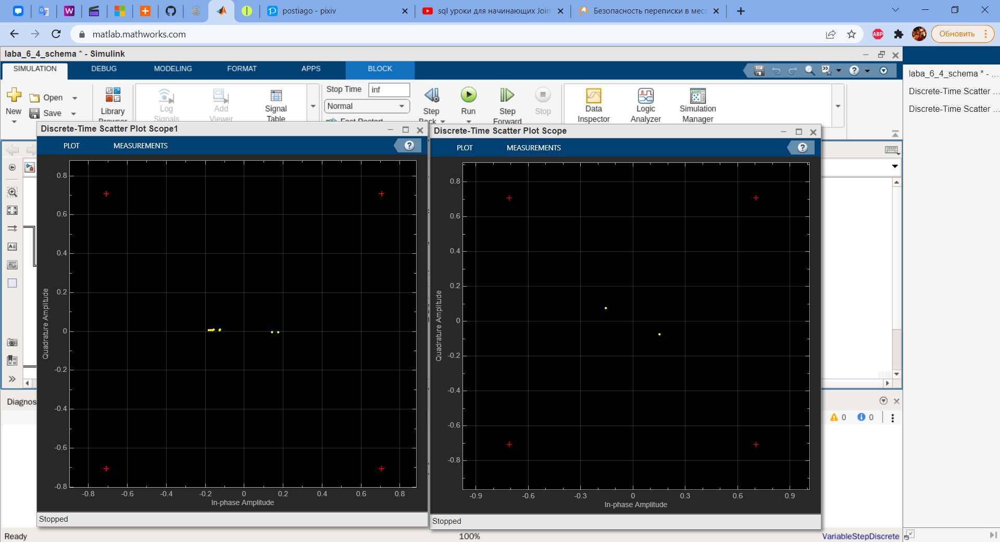 postiago - pixiv
sql уроки для начинающих Join
Безопасность переписки в месс
matlab.mathworks.com
ABP
Обновить
laba_6_4_schema * - Simulink
SIMULATION
DEBUG
MODELING
FORMAT
APPS
BLOCK
New
Open
Save
Library
Browser
Log
Signals
Add
Viewer
Signal
Table
Stop Time
inf
Normal
Fast Restart
Step
Back
Run
Step
Forward
Stop
Data
Inspector
Logic
Analyzer
Simulation
Manager
laba_6_4_schema * - ...
Discrete-Time Scatter ...
Discrete-Time Scatter ...
Discrete-Time Scatter Plot Scope1
PLOT
MEASUREMENTS
0.8
0.6
0.4
0.2
0
-0.2
-0.4
-0.6
-0.8
Quadrature Amplitude
-0.8 -0.6 -0.4 -0.2 0 0.2 0.4 0.6 0.8
In-phase Amplitude
Stopped
Discrete-Time Scatter Plot Scope
PLOT
MEASUREMENTS
0.8
0.6
0.4
0.2
0
-0.2
-0.4
-0.6
-0.8
Quadrature Amplitude
-0.9 -0.6 -0.3 0 0.3 0.6 0.9
In-phase Amplitude
Stopped
Diagnos
0
0
Ready
100%
VariableStepDiscrete